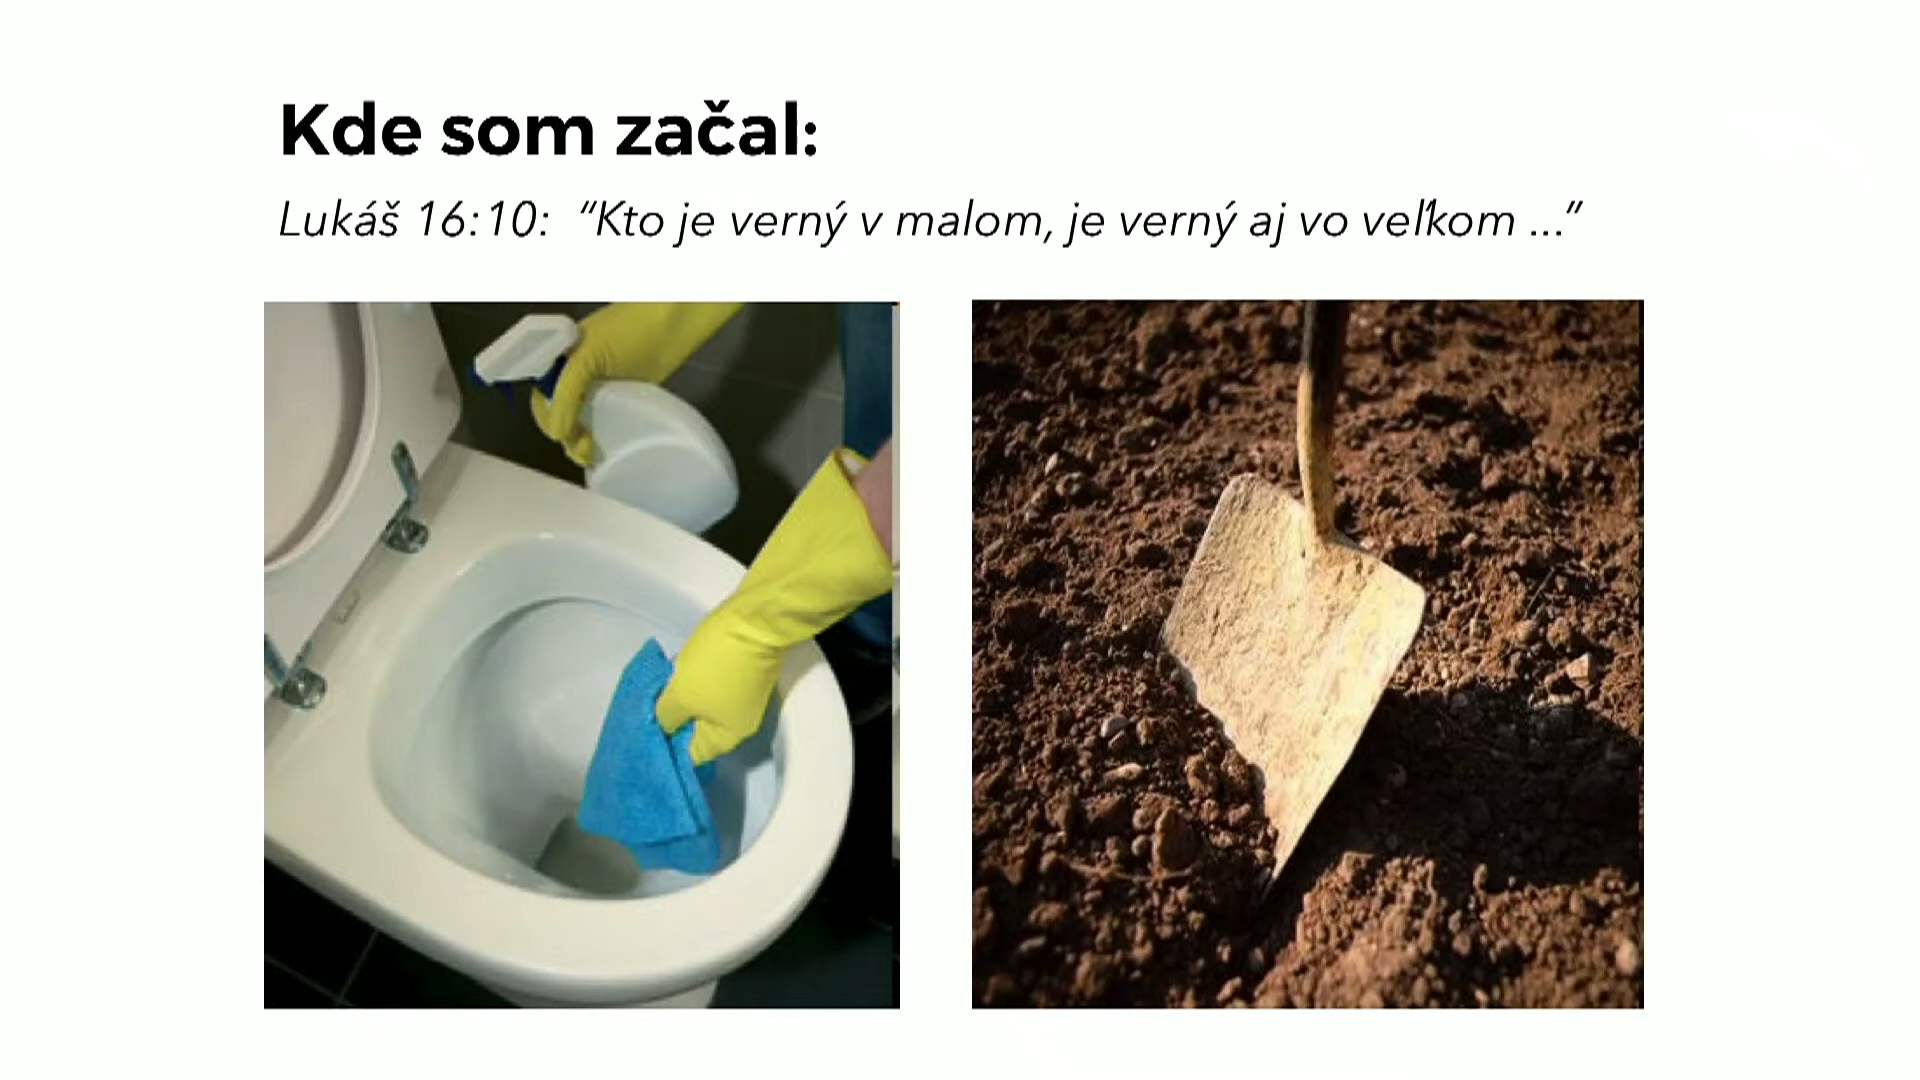 Kde som začal:
Lukáš 16:10: “Kto je verný v malom, je verný aj vo veľkom ...”